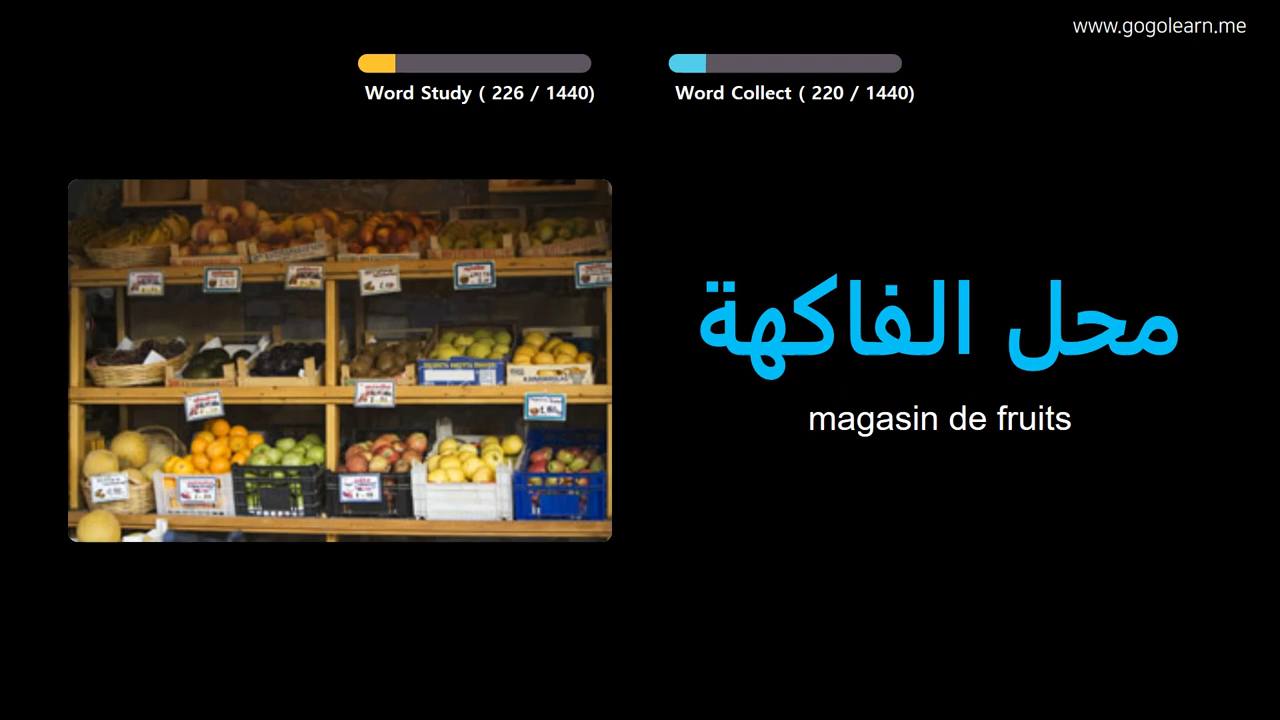 www.gogolearn.me
Word Study ( 226 / 1440)
Word Collect ( 220 / 1440)
محل الفاكهة
magasin de fruits